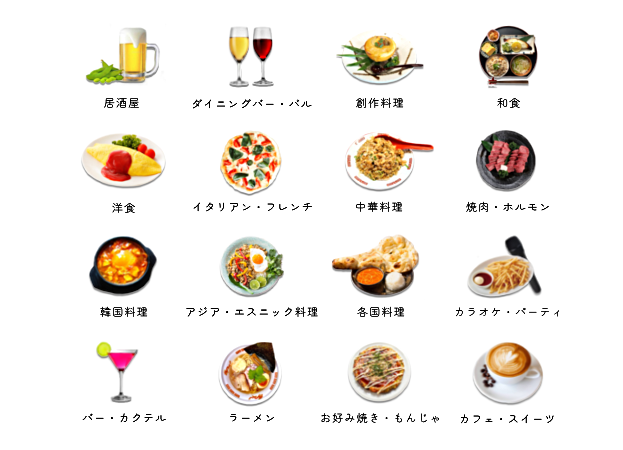 居酒屋
ダイニングバー・バル
創作料理
和食
洋食
イタリアン・フレンチ
中華料理
焼肉・ホルモン
韓国料理
アジア・エスニック料理
各国料理
カラオケ・パーティ
バー・カクテル
ラーメン
お好み焼き・もんじゃ
カフェ・スイーツ